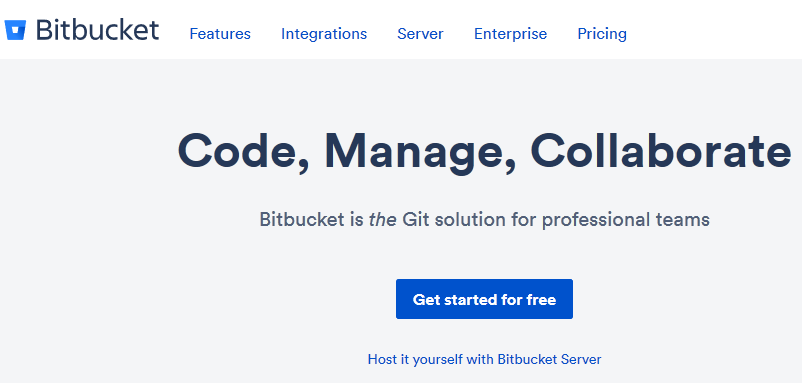 Bitbucket Features Integrations Server Enterprise Pricing
Code, Manage, Collaborate
Bitbucket is the Git solution for professional teams
Get started for free
Host it yourself with Bitbucket Server